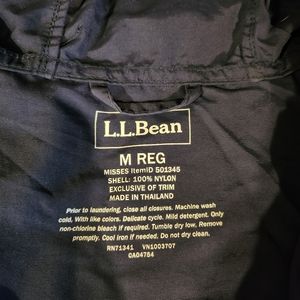 L.L.Bean
M REG
MISSES ItemID 501345
SHELL: 100% NYLON
EXCLUSIVE OF TRIM
MADE IN THAILAND
Prior to laundering, close all closures. Machine wash
cold, With like colors. Delicate cycle. Mild detergent. Only
non-chlorine bleach if required. Tumble dry low. Remove
promptly. Cool iron if needed. Do not dry clean.
RN71341 VN1003707
CA04754